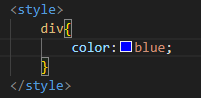 <style>
div{
color:blue;
}
</style>